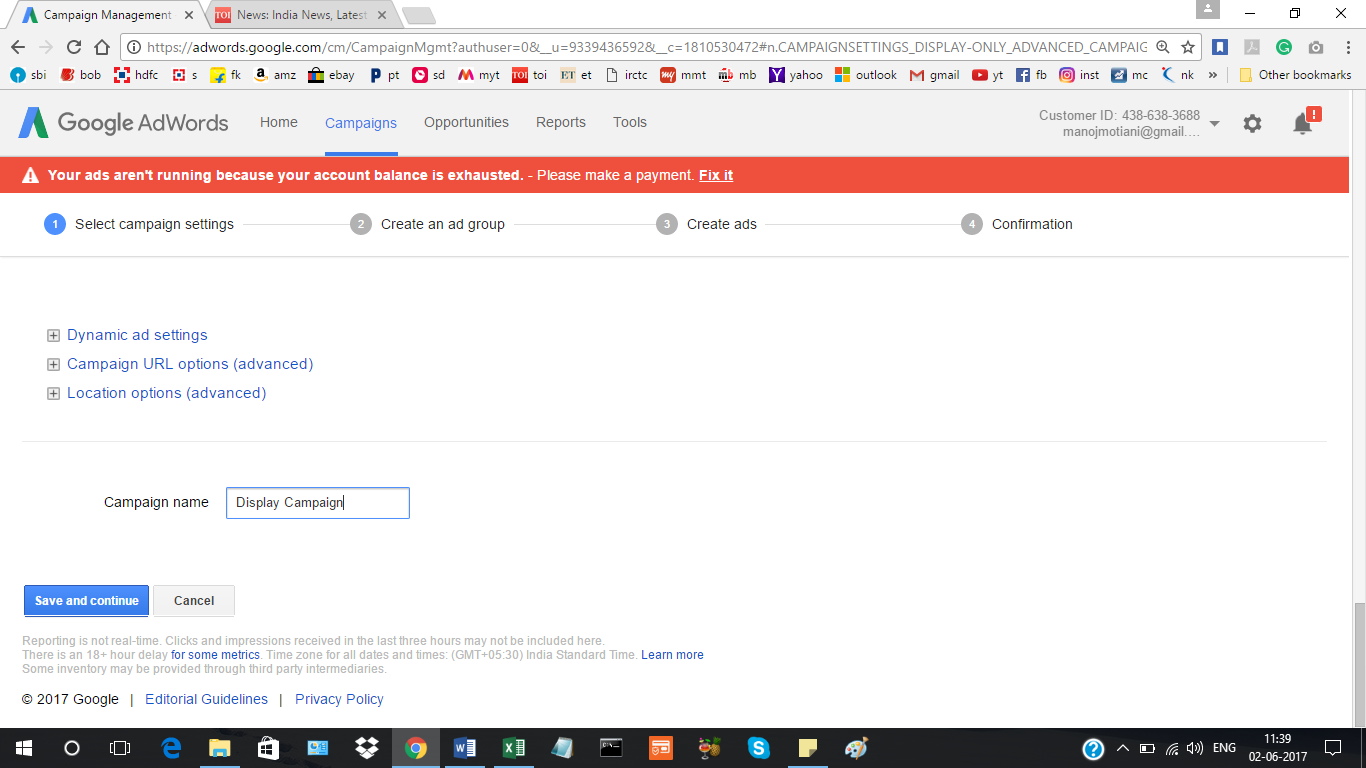 Campaign Management
News: India News, Latest
https://adwords.google.com/cm/CampaignMgmt?authuser=0&__u=9339436592&__c=1810530472#n.CAMPAIGNSETTINGS_DISPLAY-ONLY_ADVANCED_CAMPAIG
sbi bob hdfc s fk amz ebay pt sd myt toi et irctc mmt mb yahoo outlook gmail yt fb inst mc nk » Other bookmarks
Google AdWords Home Campaigns Opportunities Reports Tools
Customer ID: 438-638-3688
manojmotiani@gmail....
Your ads aren't running because your account balance is exhausted. - Please make a payment. Fix it
1 Select campaign settings 2 Create an ad group 3 Create ads 4 Confirmation
Dynamic ad settings
Campaign URL options (advanced)
Location options (advanced)
Campaign name Display Campaign
Save and continue Cancel
Reporting is not real-time. Clicks and impressions received in the last three hours may not be included here.
There is an 18+ hour delay for some metrics. Time zone for all dates and times: (GMT+05:30) India Standard Time. Learn more
Some inventory may be provided through third party intermediaries.
© 2017 Google | Editorial Guidelines | Privacy Policy
ENG
11:39
02-06-2017